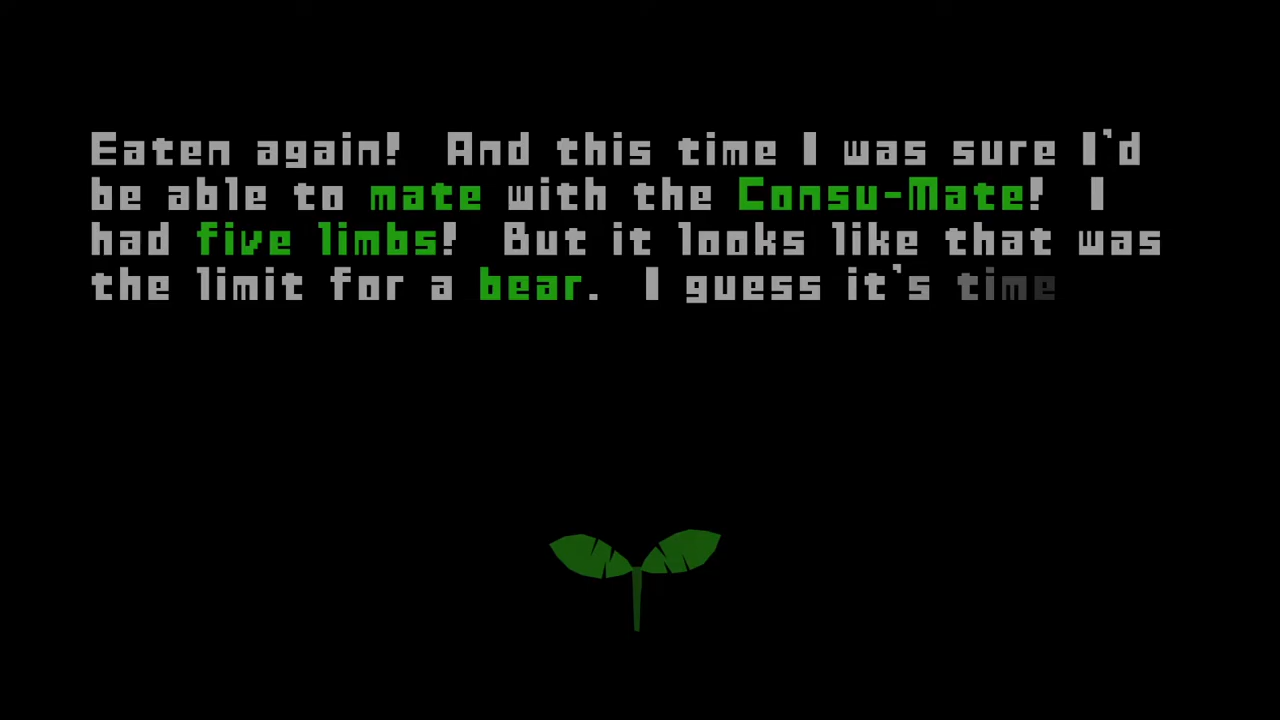 Eaten again! And this time I was sure I'd
be able to mate with the Consu-Mate! I
had five limbs! But it looks like that was
the limit for a bear. I guess it's time